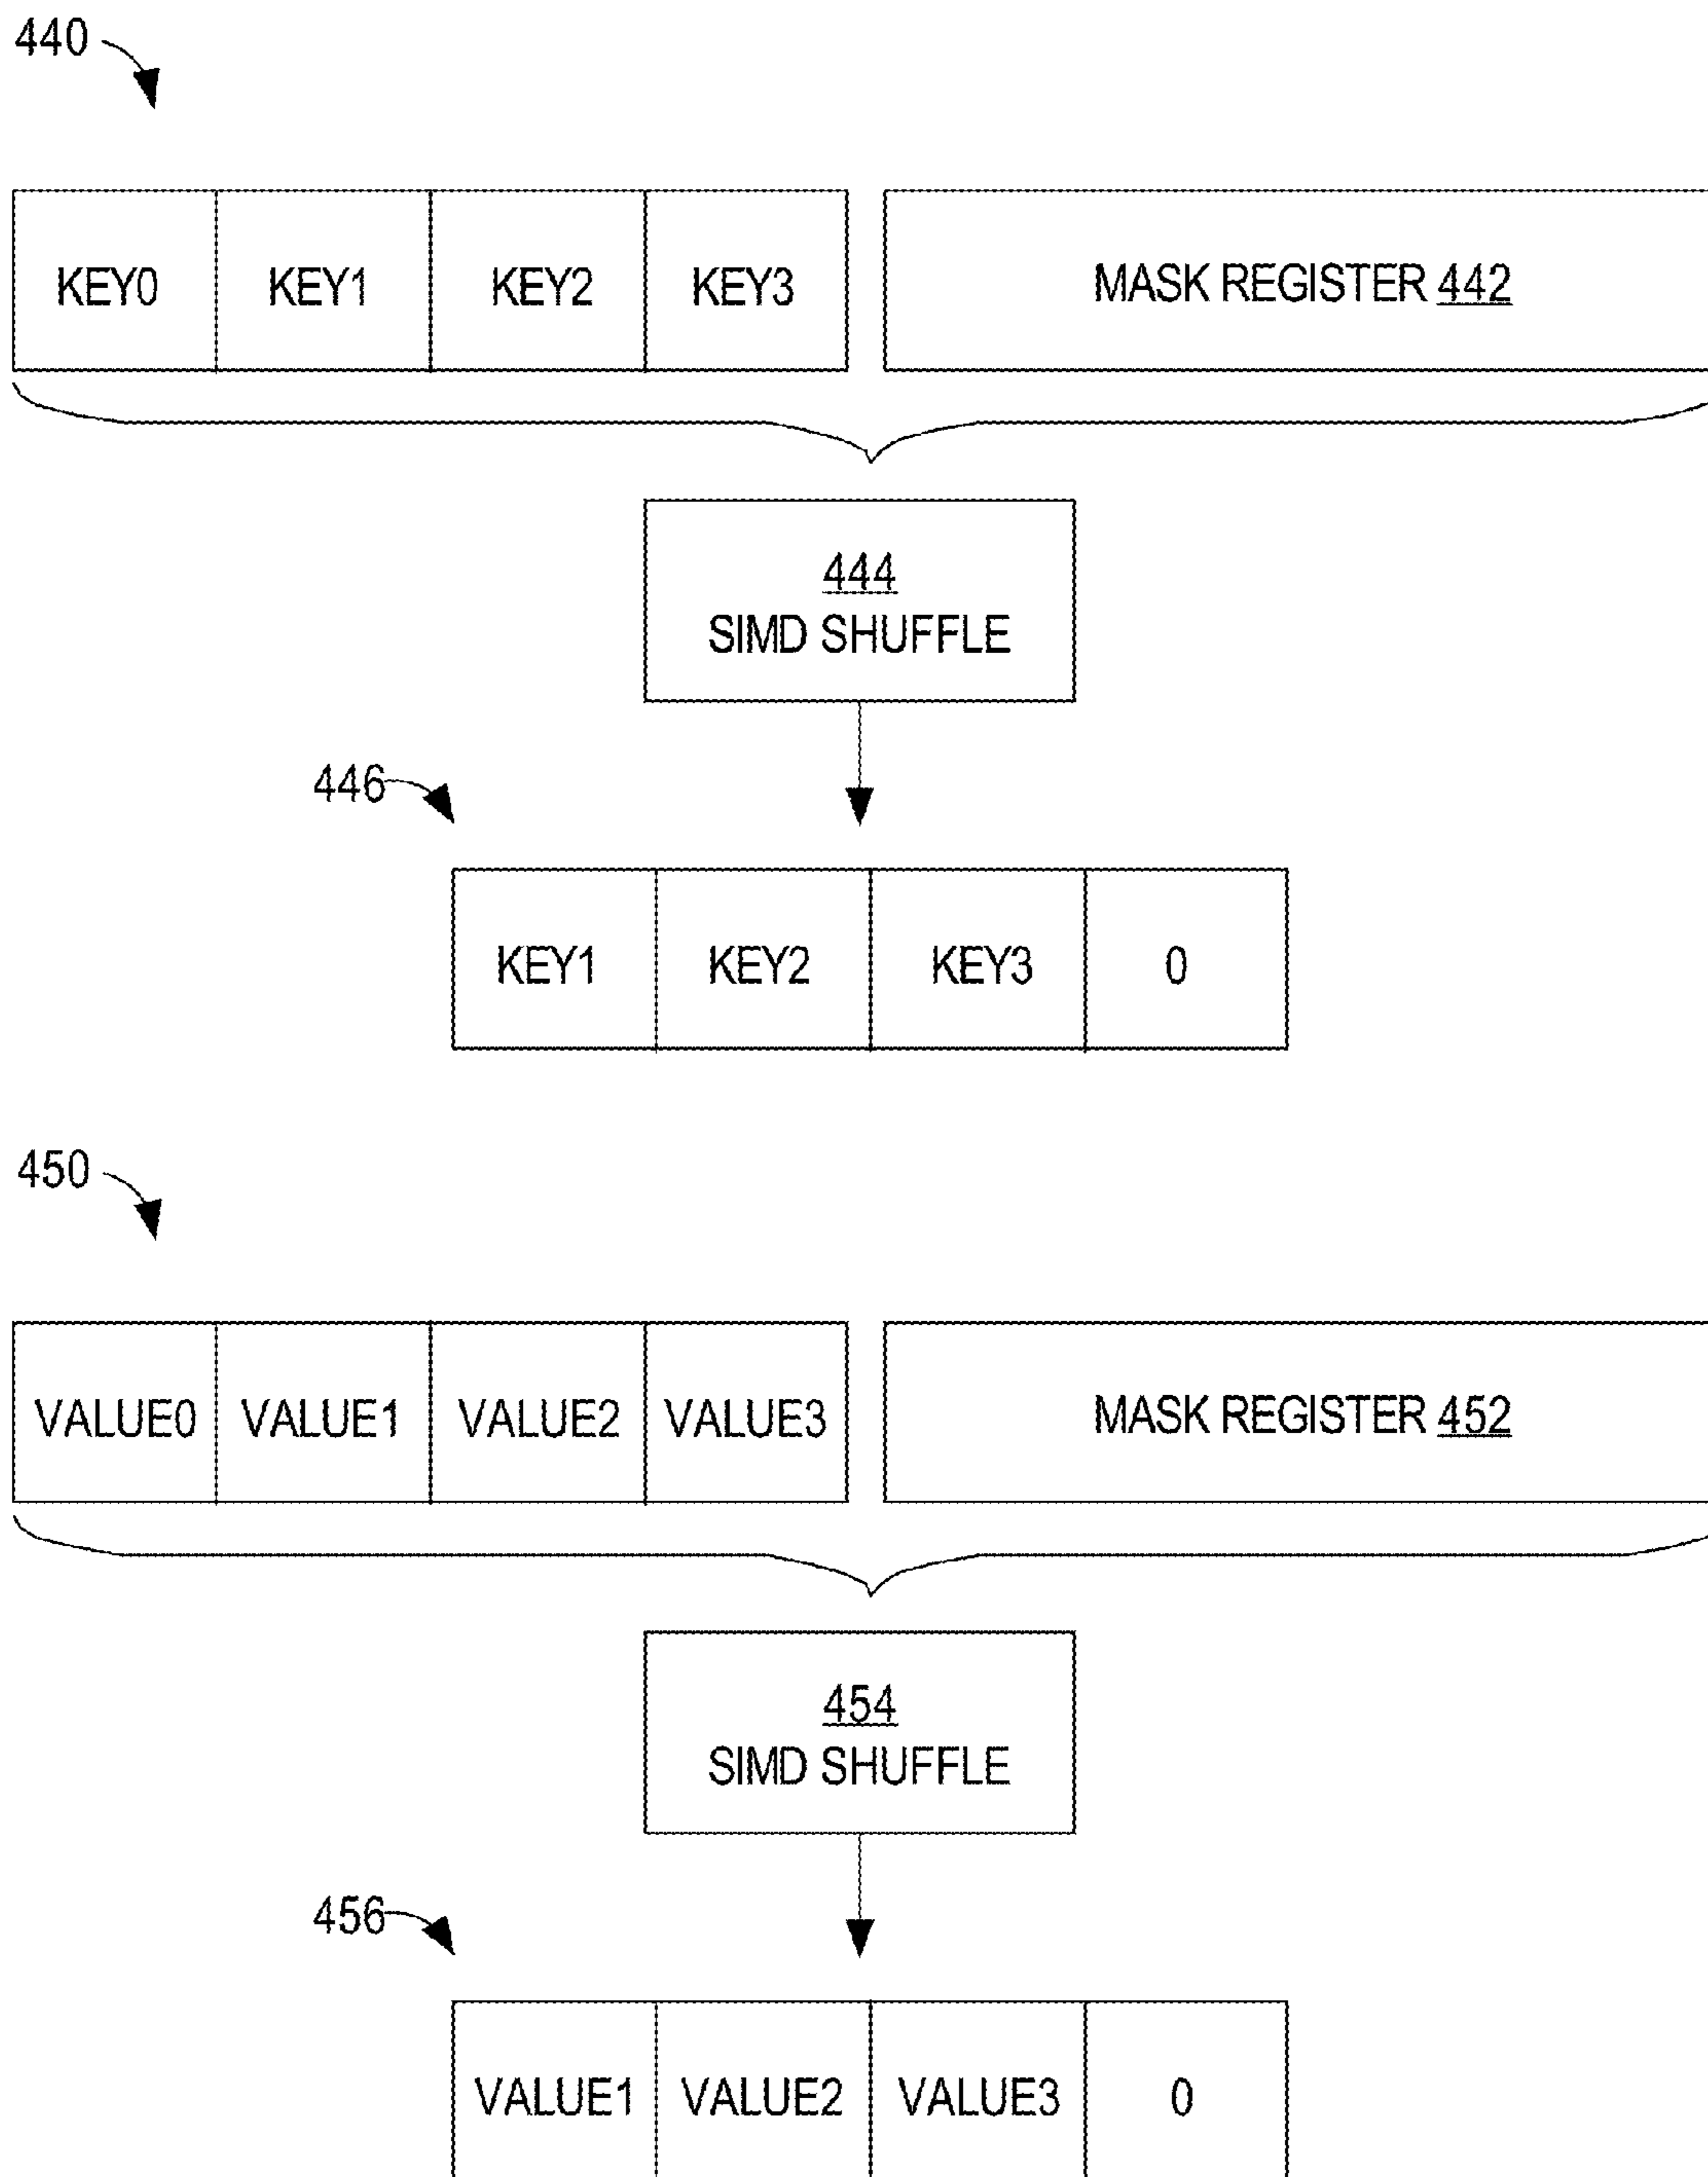 440
KEY0 KEY1 KEY2 KEY3 MASK REGISTER 442
444
SIMD SHUFFLE
446
KEY1 KEY2 KEY3 0
450
VALUE0 VALUE1 VALUE2 VALUE3 MASK REGISTER 452
454
SIMD SHUFFLE
456
VALUE1 VALUE2 VALUE3 0